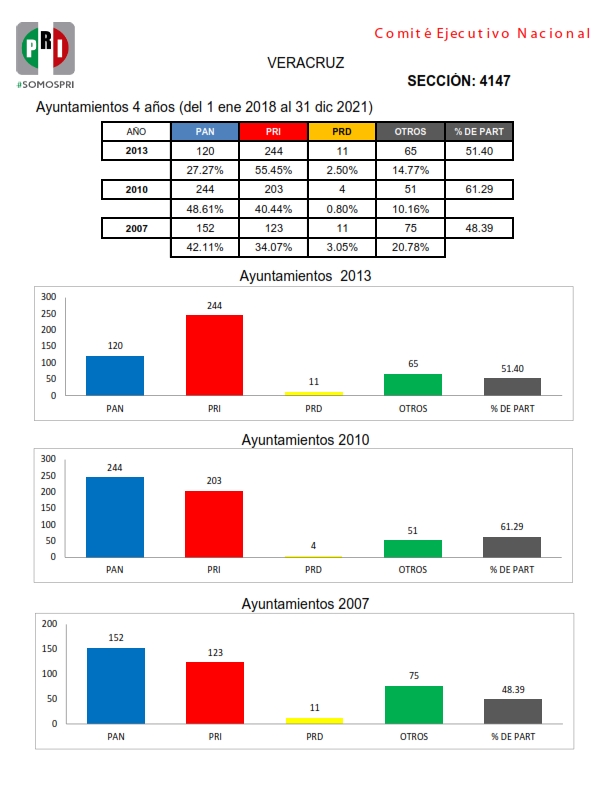 Comité Ejecutivo Nacional
PRI
#SOMOSPRI
VERACRUZ
SECCIÓN: 4147
Ayuntamientos 4 años (del 1 ene 2018 al 31 dic 2021)
AÑO PAN PRI PRD OTROS % DE PART
2013 120 244 11 65 51.40
27.27% 55.45% 2.50% 14.77%
2010 244 203 4 51 61.29
48.61% 40.44% 0.80% 10.16%
2007 152 123 11 75 48.39
42.11% 34.07% 3.05% 20.78%
Ayuntamientos 2013
300
250
200
150
100
50
0
120
244
11
65
51.40
PAN PRI PRD OTROS % DE PART
Ayuntamientos 2010
300
250
200
150
100
50
0
244
203
4
51
61.29
PAN PRI PRD OTROS % DE PART
Ayuntamientos 2007
200
150
100
50
0
152
123
11
75
48.39
PAN PRI PRD OTROS % DE PART